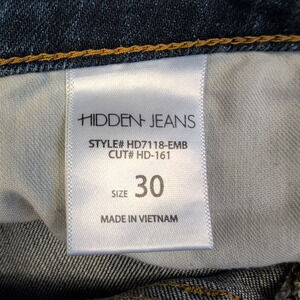 HIDDEN JEANS
STYLE# HD7118-EMB
CUT# HD-161
SIZE 30
MADE IN VIETNAM